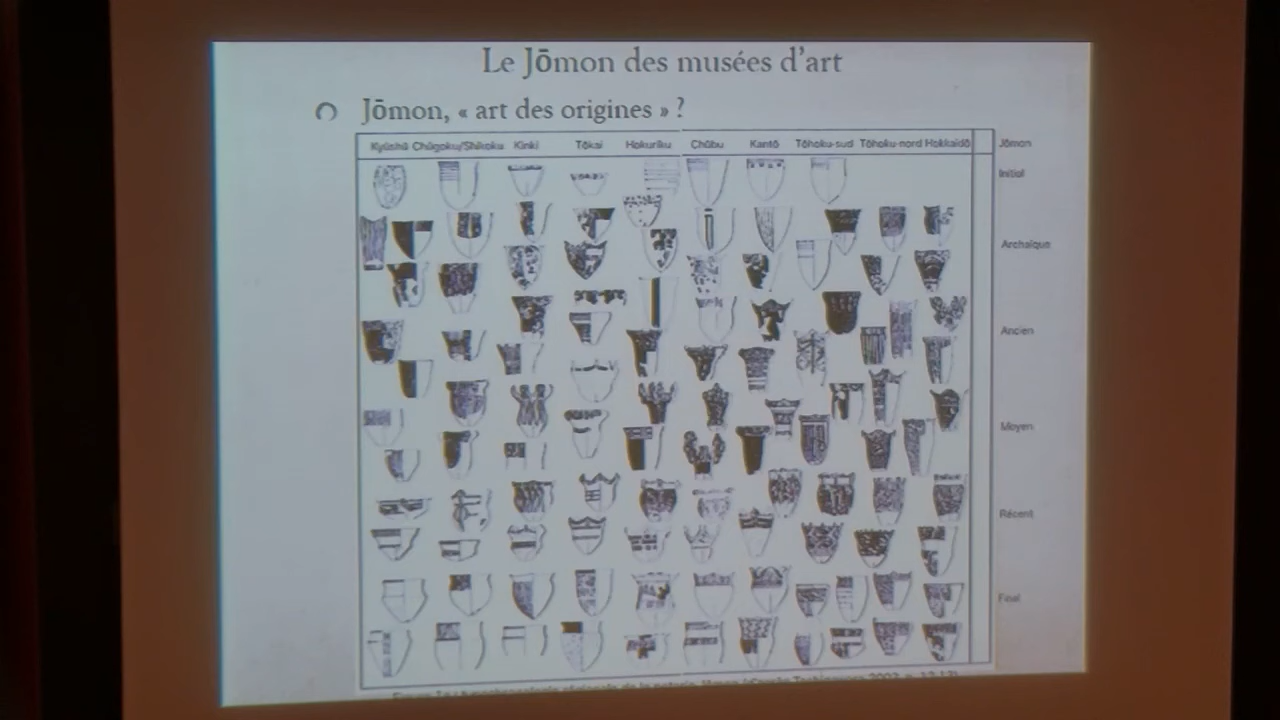 Le Jōmon des musées d'art
Jōmon, « art des origines » ?
Kyūshū Chūgoku/Shikoku Kinki Tōkai Hokuriku Chūbu Kantō Tōhoku-sud Tōhoku-nord Hokkaidō Jōmon
Initial
Archaïque
Ancien
Moyen
Récent
Final